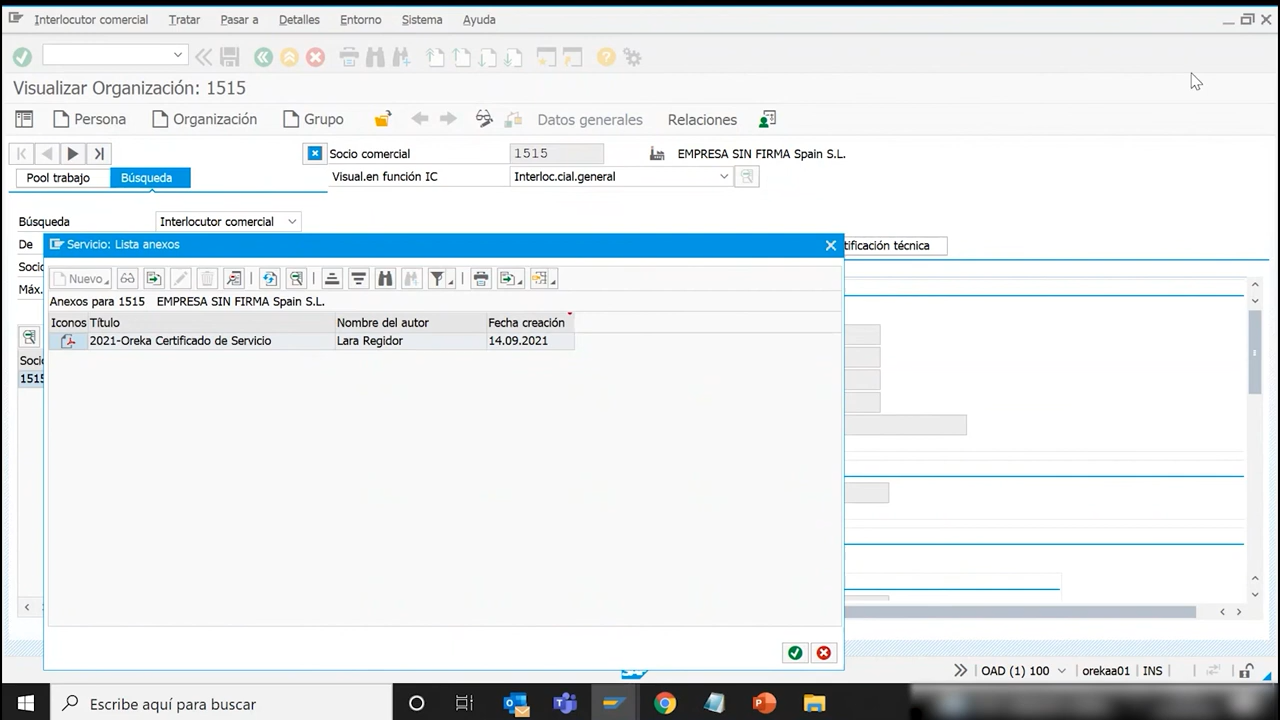 Interlocutor comercial Tratar Pasar a Detalles Entorno Sistema Ayuda
Visualizar Organización: 1515
Persona Organización Grupo Datos generales Relaciones
Socio comercial 1515 EMPRESA SIN FIRMA Spain S.L.
Pool trabajo Búsqueda Visual.en función IC Interloc.cial.general
Búsqueda Interlocutor comercial
De
Servicio: Lista anexos
tificación técnica
Socio
Nuevo
Máx.
Anexos para 1515 EMPRESA SIN FIRMA Spain S.L.
Iconos Título Nombre del autor Fecha creación
2021-Oreka Certificado de Servicio Lara Regidor 14.09.2021
Socio
1515
OAD (1) 100 orekaa01 INS
Escribe aquí para buscar